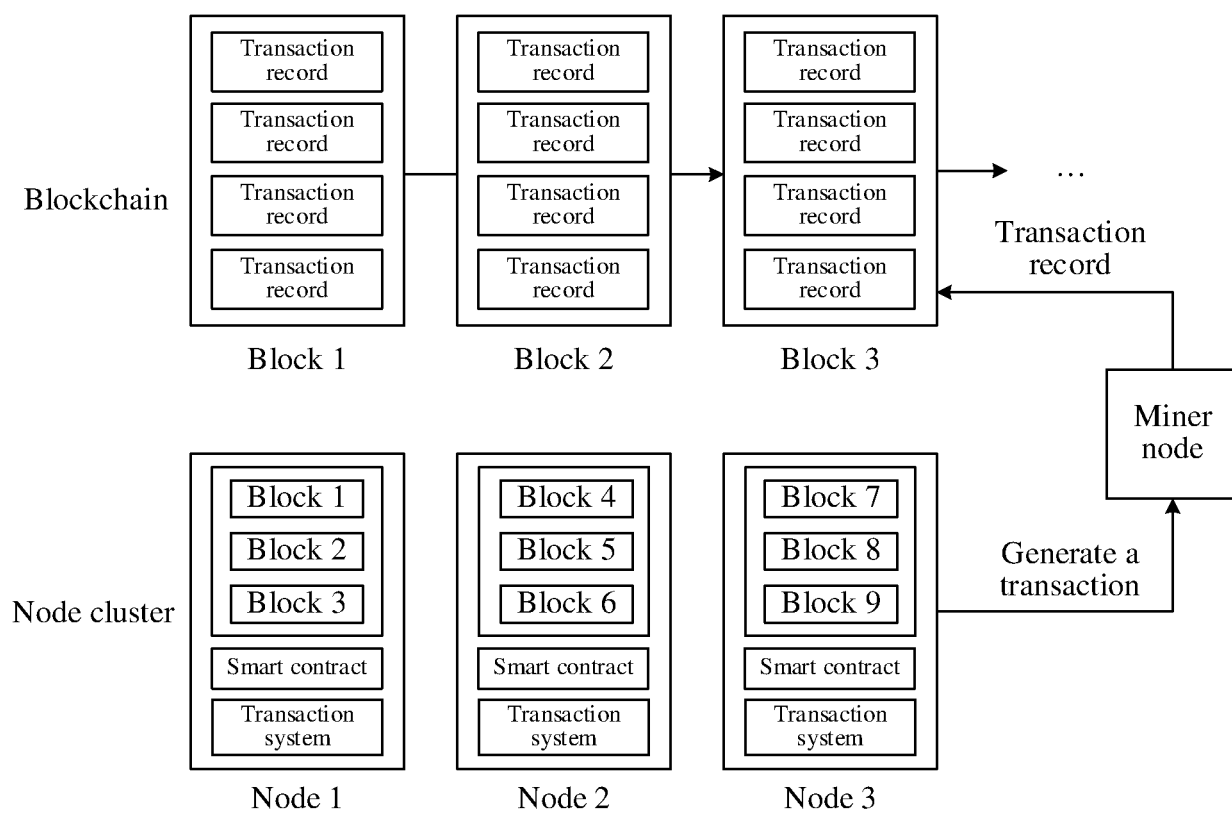 Transaction
record
Transaction
record
Transaction
record
Transaction
record
Transaction
record
Transaction
record
Transaction
record
Transaction
record
Transaction
record
Transaction
record
Transaction
record
Transaction
record
Blockchain
...
Transaction
record
Block 1
Block 2
Block 3
Miner
node
Block 1
Block 2
Block 3
Smart contract
Transaction
system
Block 4
Block 5
Block 6
Smart contract
Transaction
system
Block 7
Block 8
Block 9
Smart contract
Transaction
system
Generate a
transaction
Node cluster
Node 1
Node 2
Node 3